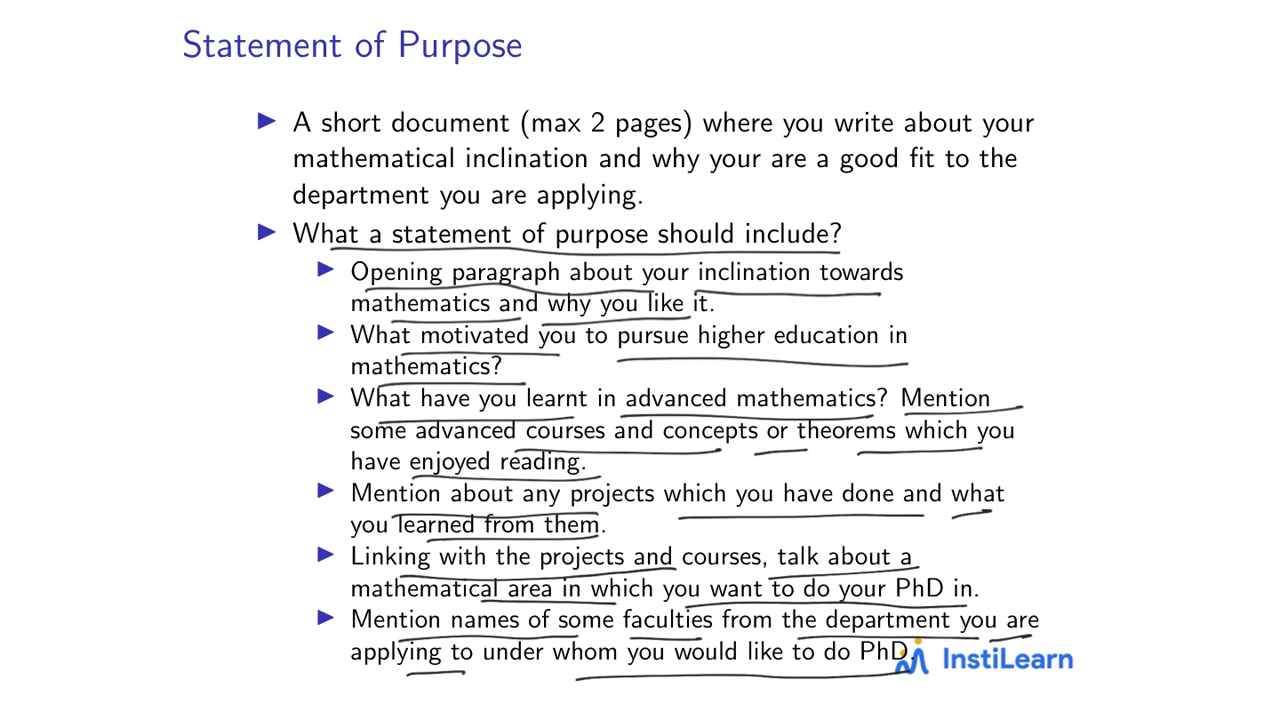 Statement of Purpose
A short document (max 2 pages) where you write about your
mathematical inclination and why your are a good fit to the
department you are applying.
What a statement of purpose should include?
Opening paragraph about your inclination towards
mathematics and why you like it.
What motivated you to pursue higher education in
mathematics?
What have you learnt in advanced mathematics? Mention
some advanced courses and concepts or theorems which you
have enjoyed reading.
Mention about any projects which you have done and what
you learned from them.
Linking with the projects and courses, talk about a
mathematical area in which you want to do your PhD in.
Mention names of some faculties from the department you are
applying to under whom you would like to do PhD.
InstiLearn